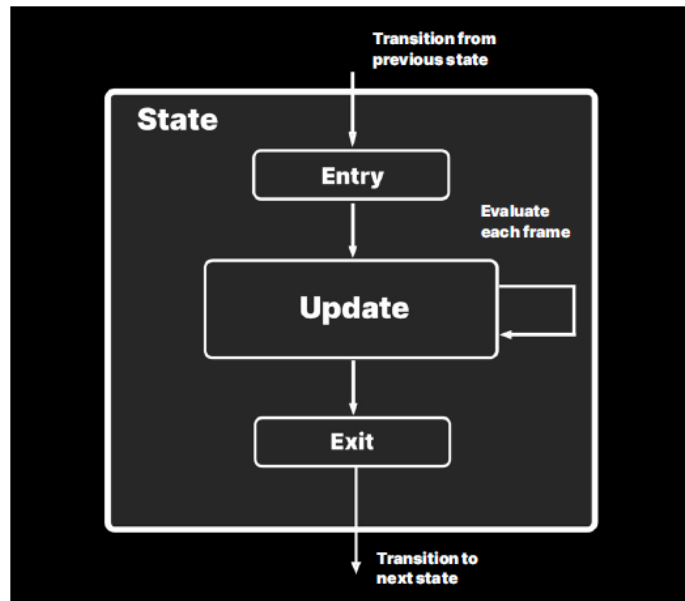 Transition from
previous state
State
Entry
Evaluate
each frame
Update
Exit
Transition to
next state